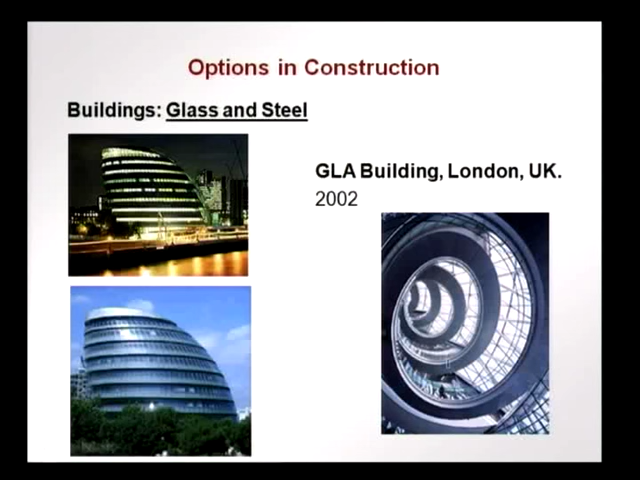 Options in Construction
Buildings: Glass and Steel
GLA Building, London, UK.
2002